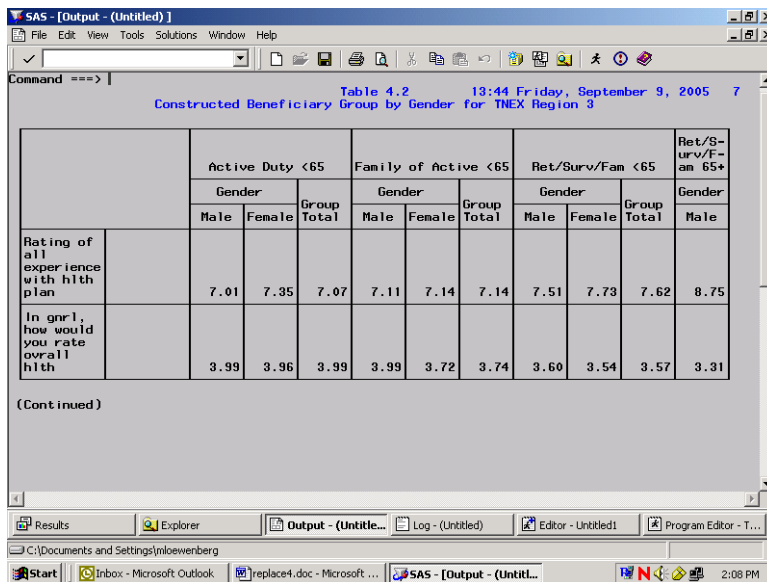 SAS - [Output - (Untitled) ]
File Edit View Tools Solutions Window Help
Command ===>
Table 4.2 13:44 Friday, September 9, 2005 7
Constructed Beneficiary Group by Gender for TNEX Region 3
Ret/S-
urv/F-
Active Duty <65 Family of Active <65 Ret/Surv/Fam <65 am 65+
Gender Gender Gender Gender
Group Group Group
Male Female Total Male Female Total Male Female Total Male
Rating of
all
experience
with hlth
plan 7.01 7.35 7.07 7.11 7.14 7.14 7.51 7.73 7.62 8.75
In gnrl,
how would
you rate
ovrall
hlth 3.99 3.96 3.99 3.99 3.72 3.74 3.60 3.54 3.57 3.31
(Continued)
Results Explorer Output - (Untitle... Log - (Untitled) Editor - Untitled1 Program Editor - T...
C:\Documents and Settings\mloewenberg
Start Inbox - Microsoft Outlook replace4.doc - Microsoft ... SAS - [Output - (Untitl... 2:08 PM